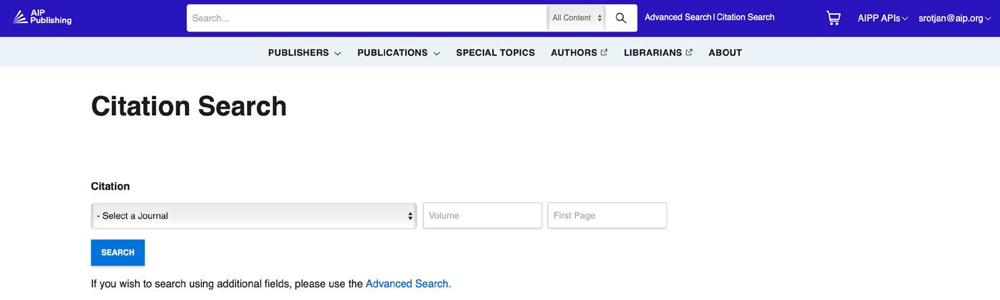 AIP
Publishing
Search...
All Content
Advanced Search | Citation Search
AIPP APIs
srotjan@aip.org
PUBLISHERS
PUBLICATIONS
SPECIAL TOPICS
AUTHORS
LIBRARIANS
ABOUT
Citation Search
Citation
- Select a Journal
Volume
First Page
SEARCH
If you wish to search using additional fields, please use the Advanced Search.